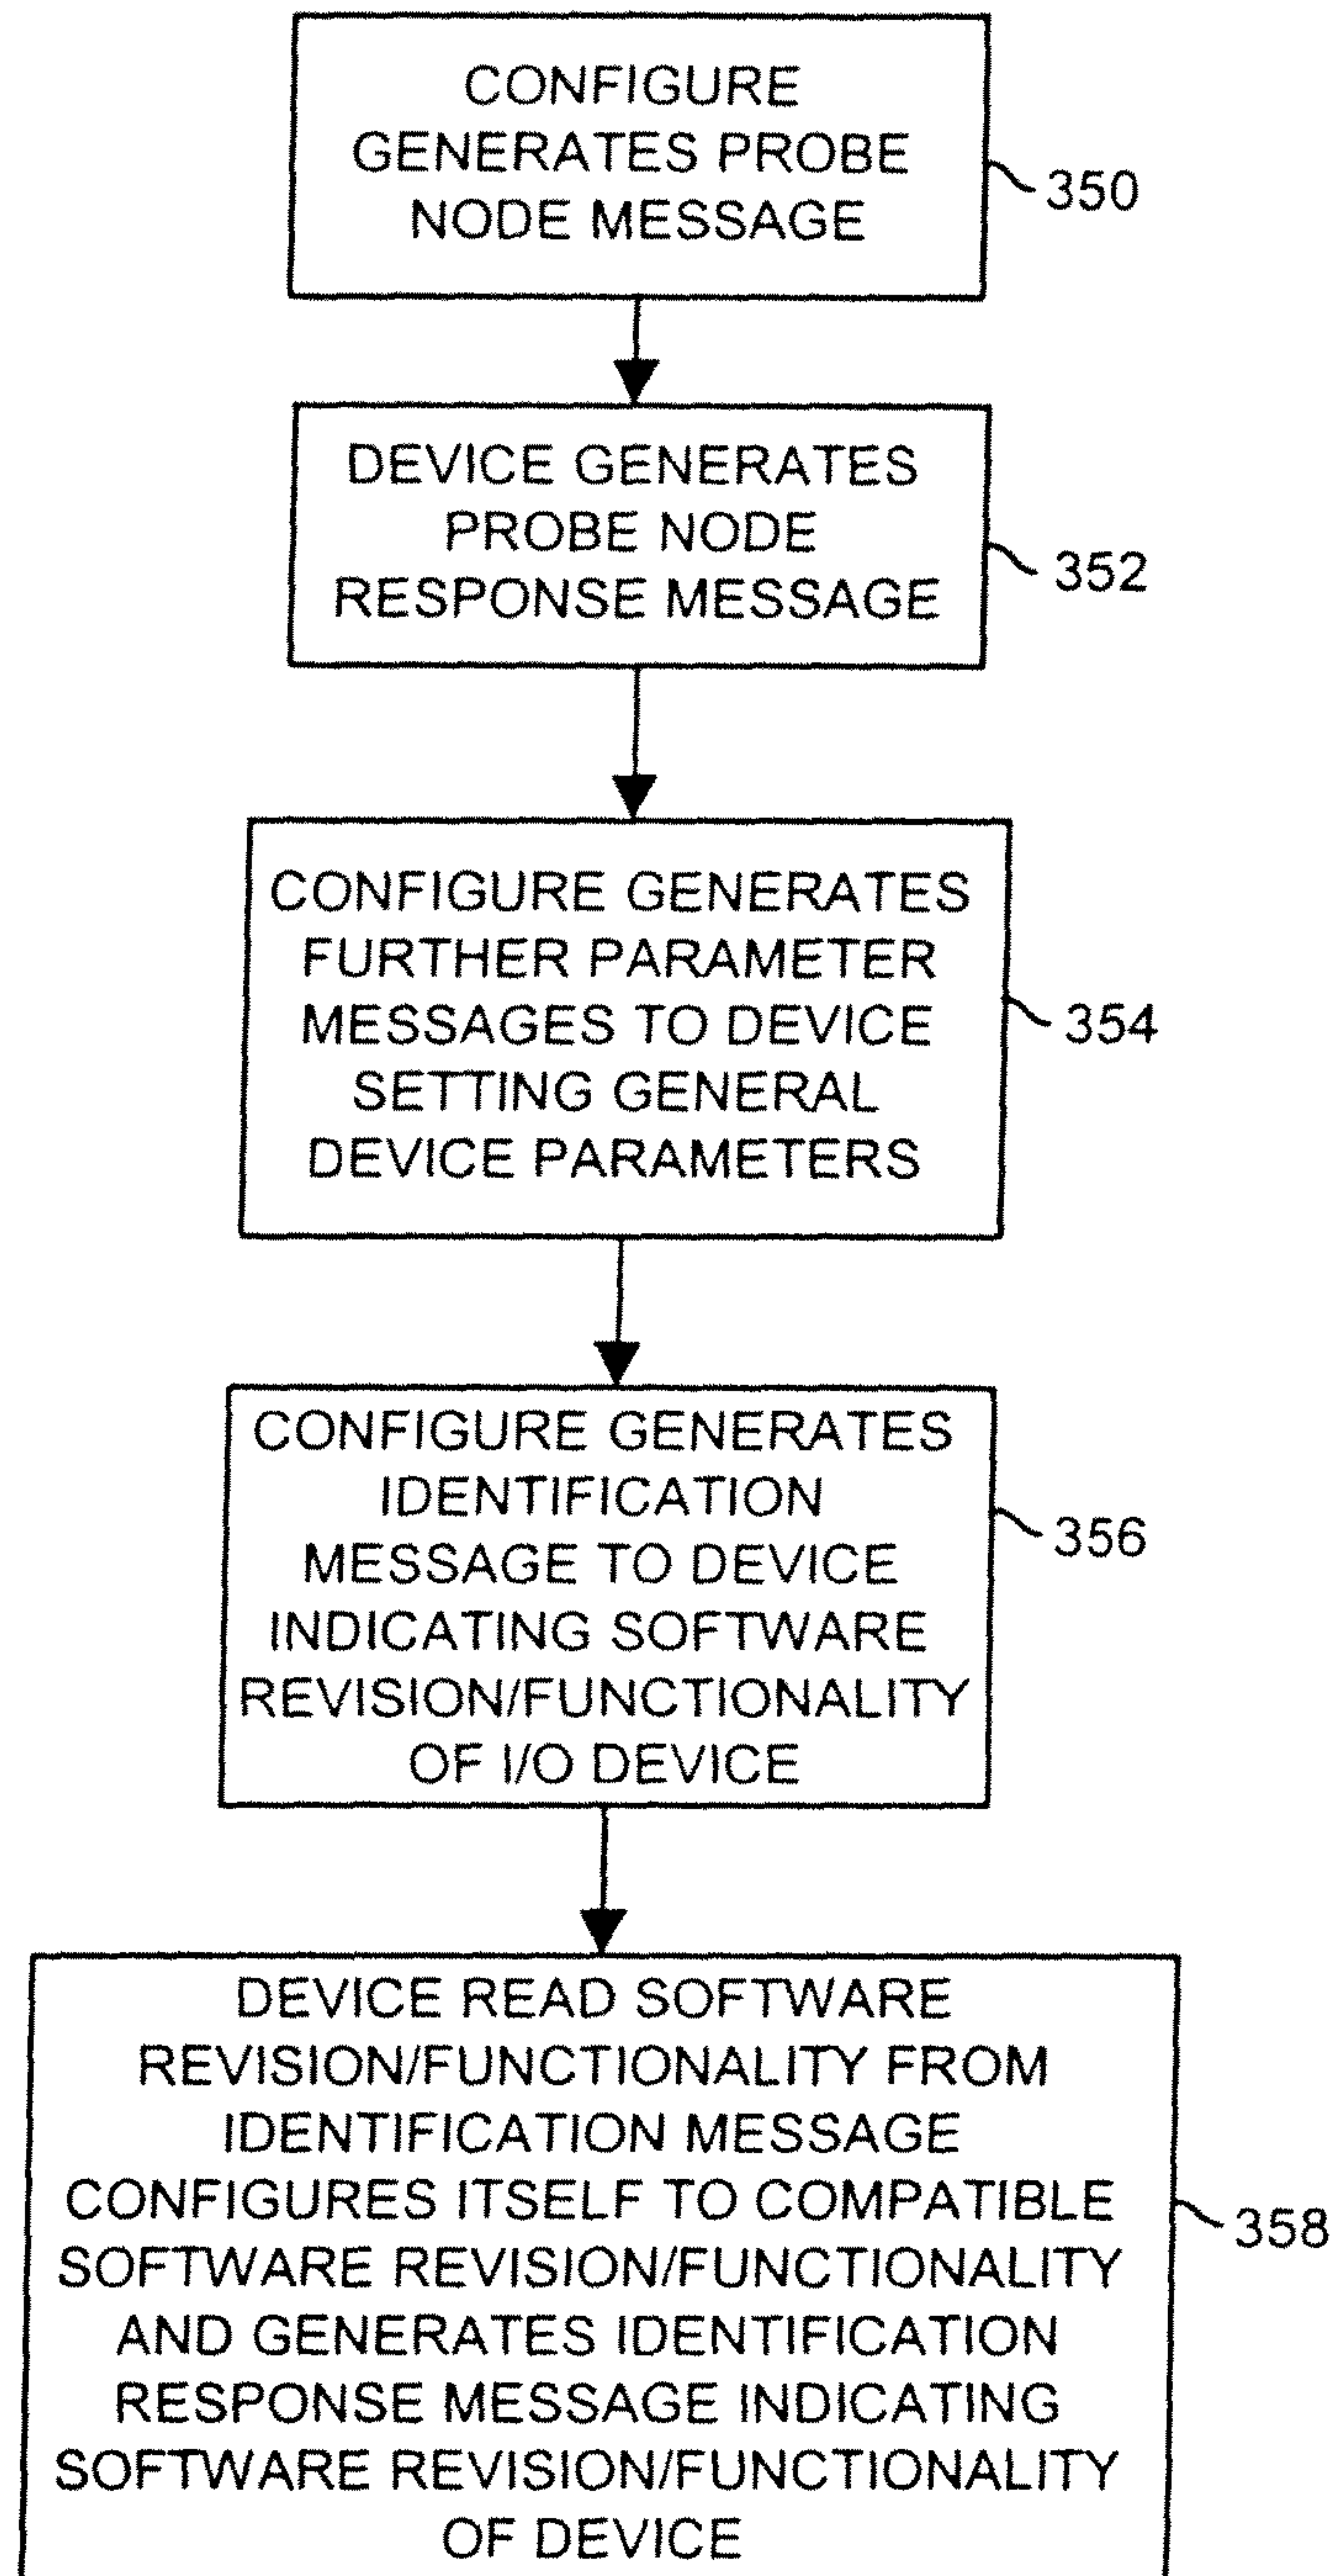 CONFIGURE
GENERATES PROBE
NODE MESSAGE
350
DEVICE GENERATES
PROBE NODE
RESPONSE MESSAGE
352
CONFIGURE GENERATES
FURTHER PARAMETER
MESSAGES TO DEVICE
SETTING GENERAL
DEVICE PARAMETERS
354
CONFIGURE GENERATES
IDENTIFICATION
MESSAGE TO DEVICE
INDICATING SOFTWARE
REVISION/FUNCTIONALITY
OF I/O DEVICE
356
DEVICE READ SOFTWARE
REVISION/FUNCTIONALITY FROM
IDENTIFICATION MESSAGE
CONFIGURES ITSELF TO COMPATIBLE
SOFTWARE REVISION/FUNCTIONALITY
AND GENERATES IDENTIFICATION
RESPONSE MESSAGE INDICATING
SOFTWARE REVISION/FUNCTIONALITY
OF DEVICE
358